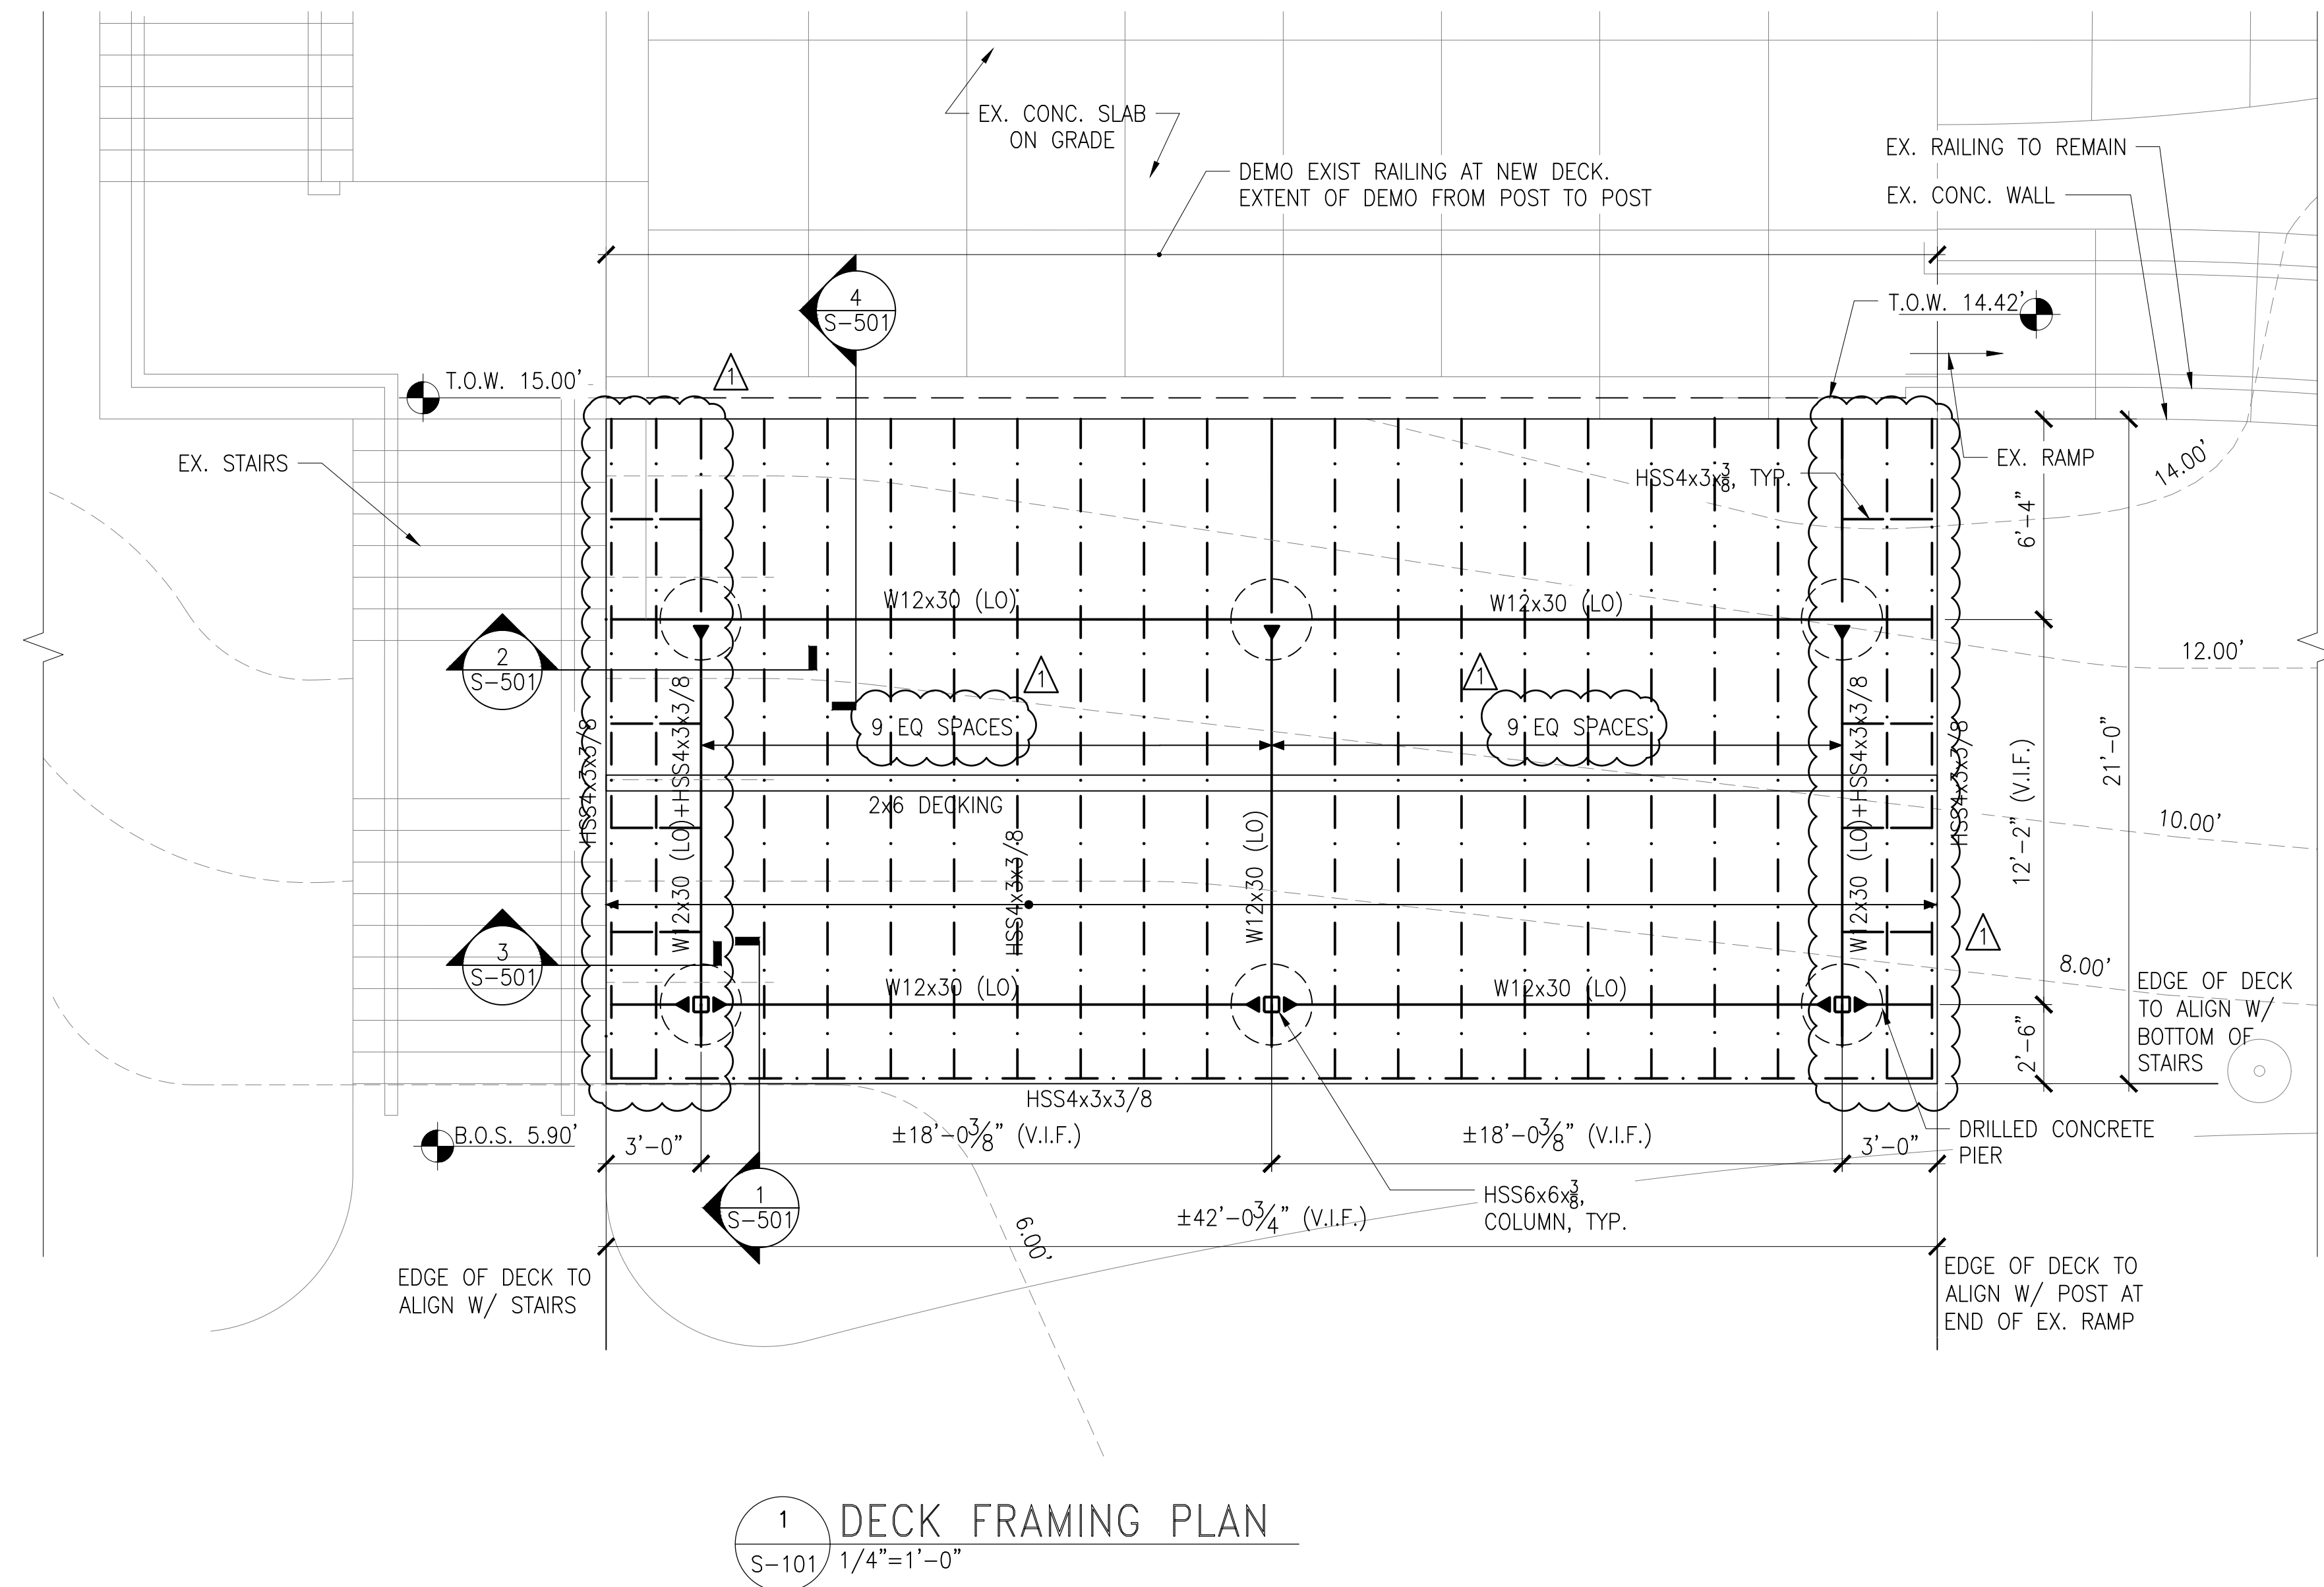 EX. CONC. SLAB
ON GRADE
DEMO EXIST RAILING AT NEW DECK.
EXTENT OF DEMO FROM POST TO POST
EX. RAILING TO REMAIN
EX. CONC. WALL
4
S-501
T.O.W. 14.42'
1
T.O.W. 15.00'
EX. STAIRS
EX. RAMP
HSS4x3x3/8, TYP.
14.00'
6'-4"
W12x30 (LO)
W12x30 (LO)
2
S-501
12.00'
1
1
9 EQ SPACES
9 EQ SPACES
HSS4x3x3/8
W12x30 (LO)+HSS4x3x3/8
HSS4x3x3/8
W12x30 (LO)
W12x30 (LO)+HSS4x3x3/8
HSS4x3x3/8
12'-2" (V.I.F.)
21'-0"
2x6 DECKING
10.00'
3
S-501
1
8.00'
W12x30 (LO)
W12x30 (LO)
EDGE OF DECK
TO ALIGN W/
BOTTOM OF
STAIRS
2'-6"
HSS4x3x3/8
B.O.S. 5.90'
3'-0"
±18'-0 3/8" (V.I.F.)
±18'-0 3/8" (V.I.F.)
3'-0"
DRILLED CONCRETE
PIER
1
S-501
HSS6x6x3/8,
COLUMN, TYP.
±42'-0 3/4" (V.I.F.)
6.00'
EDGE OF DECK TO
ALIGN W/ STAIRS
EDGE OF DECK TO
ALIGN W/ POST AT
END OF EX. RAMP
1
S-101
DECK FRAMING PLAN
1/4"=1'-0"